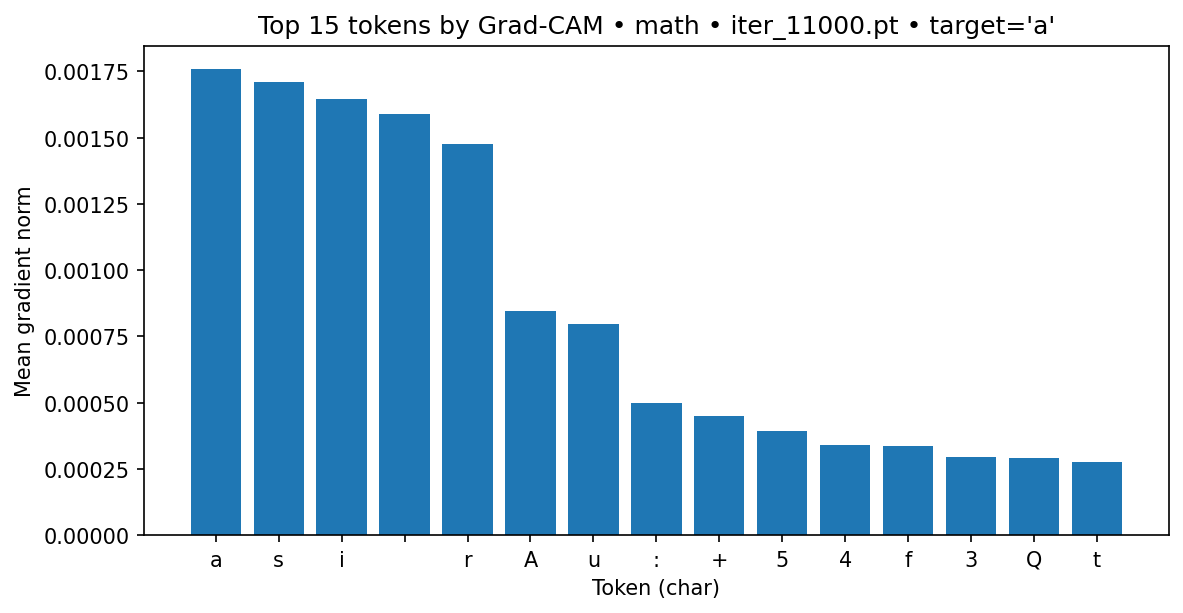 Top 15 tokens by Grad-CAM • math • iter_11000.pt • target='a'
0.00175
0.00150
0.00125
0.00100
0.00075
0.00050
0.00025
0.00000
Mean gradient norm
a s i r A u : + 5 4 f 3 Q t
Token (char)